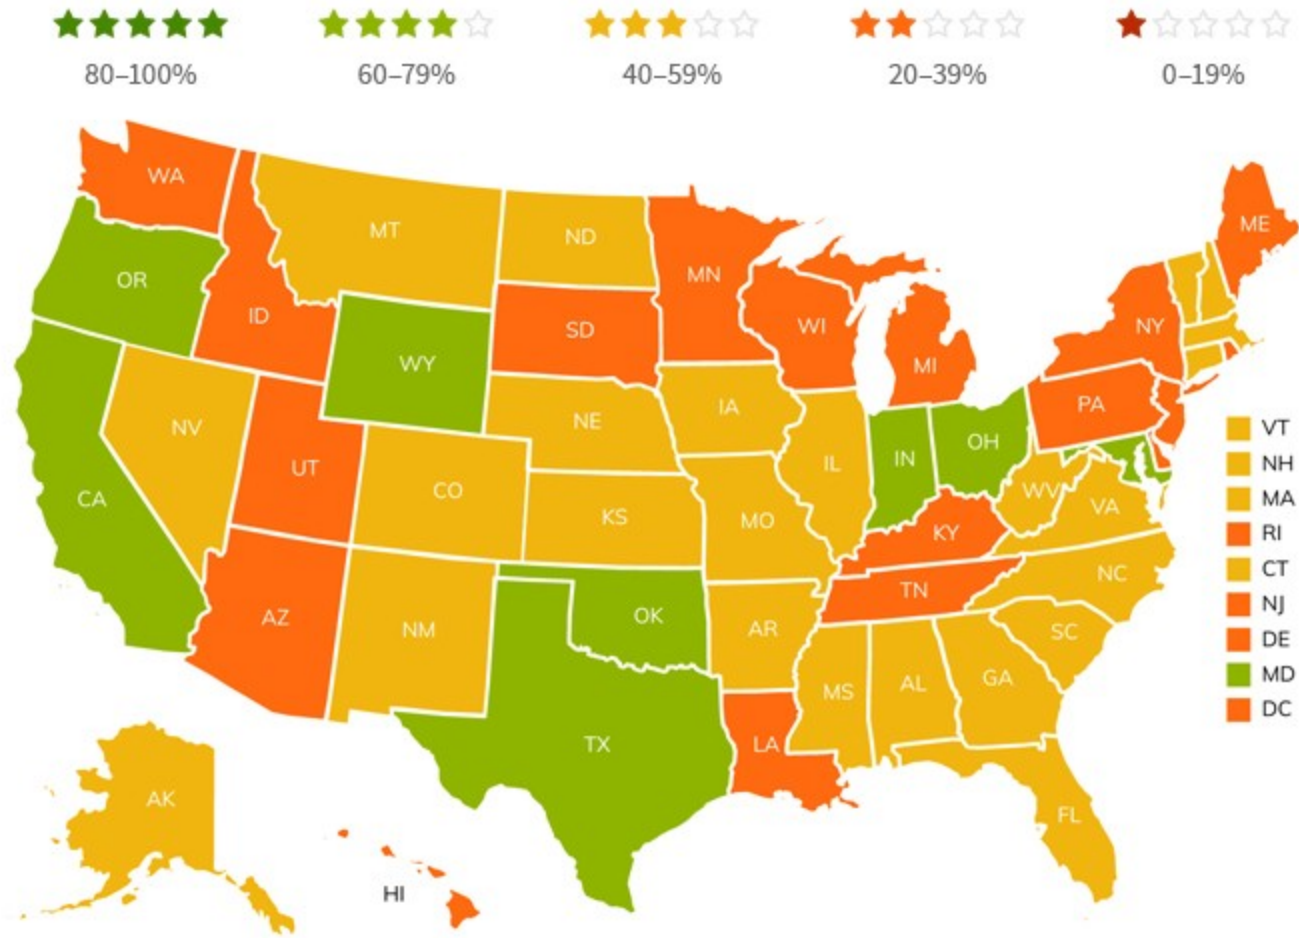 80–100% 60–79% 40–59% 20–39% 0–19%
WA
MT
ND
MN
ME
OR
ID
SD
WI
NY
WY
MI
NV
NE
IA
PA
UT
CO
IL
IN
OH
VT
CA
KS
MO
WV
VA
NH
MA
KY
RI
AZ
NM
OK
AR
TN
NC
CT
SC
NJ
MS
AL
GA
DE
TX
LA
MD
DC
AK
HI
FL